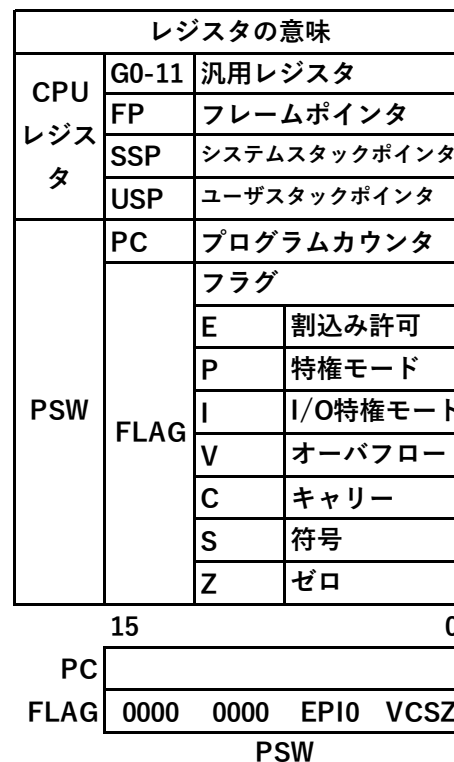 レジスタの意味
CPU レジスタ
G0-11 汎用レジスタ
FP フレームポインタ
SSP システムスタックポインタ
USP ユーザスタックポインタ
PSW
PC プログラムカウンタ
FLAG
フラグ
E 割込み許可
P 特権モード
I I/O特権モード
V オーバフロー
C キャリー
S 符号
Z ゼロ
15 0
PC
FLAG 0000 0000 EPI0 VCSZ
PSW